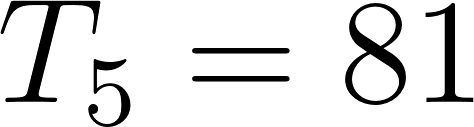 T₅ = 81